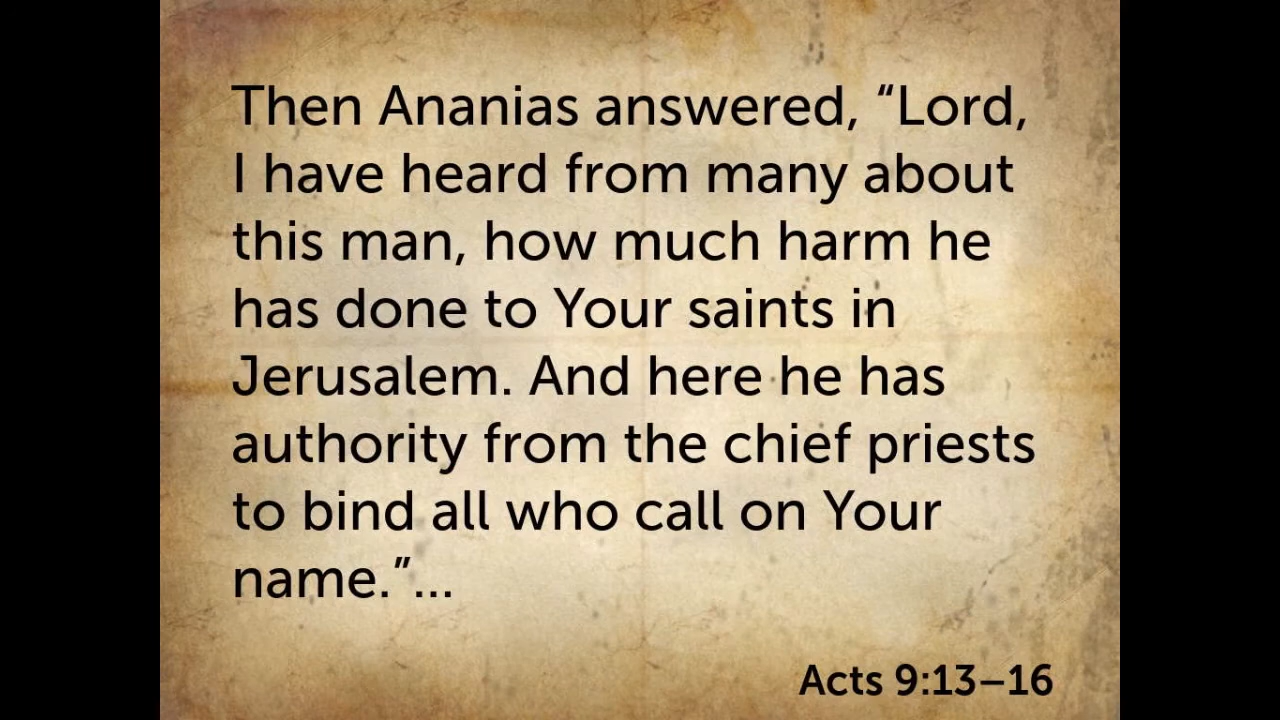 Then Ananias answered, “Lord,
I have heard from many about
this man, how much harm he
has done to Your saints in
Jerusalem. And here he has
authority from the chief priests
to bind all who call on Your
name.”...
Acts 9:13–16